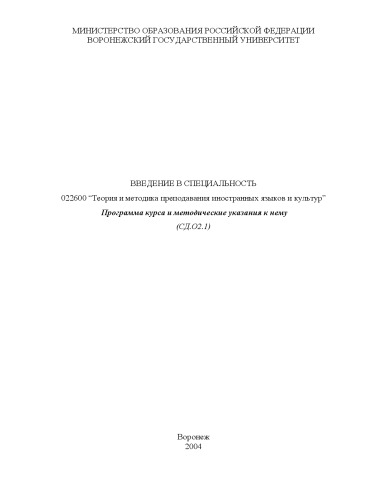 МИНИСТЕРСТВО ОБРАЗОВАНИЯ РОССИЙСКОЙ ФЕДЕРАЦИИ
ВОРОНЕЖСКИЙ ГОСУДАРСТВЕННЫЙ УНИВЕРСИТЕТ
ВВЕДЕНИЕ В СПЕЦИАЛЬНОСТЬ
022600 “Теория и методика преподавания иностранных языков и культур”
Программа курса и методические указания к нему
(СД.О2.1)
Воронеж
2004